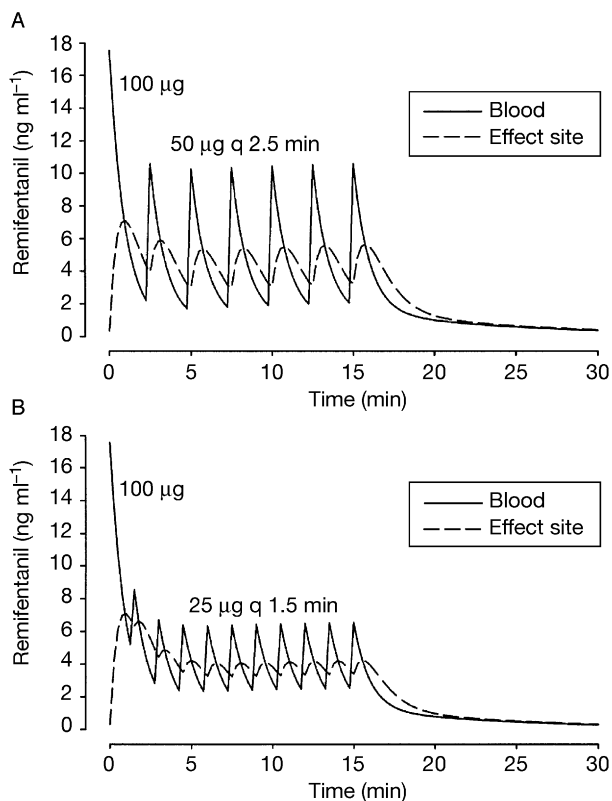 A
Remifentanil (ng ml⁻¹)
18
16
14
12
10
8
6
4
2
0
100 μg
50 μg q 2.5 min
Blood
Effect site
0 5 10 15 20 25 30
Time (min)
B
Remifentanil (ng ml⁻¹)
18
16
14
12
10
8
6
4
2
0
100 μg
25 μg q 1.5 min
Blood
Effect site
0 5 10 15 20 25 30
Time (min)